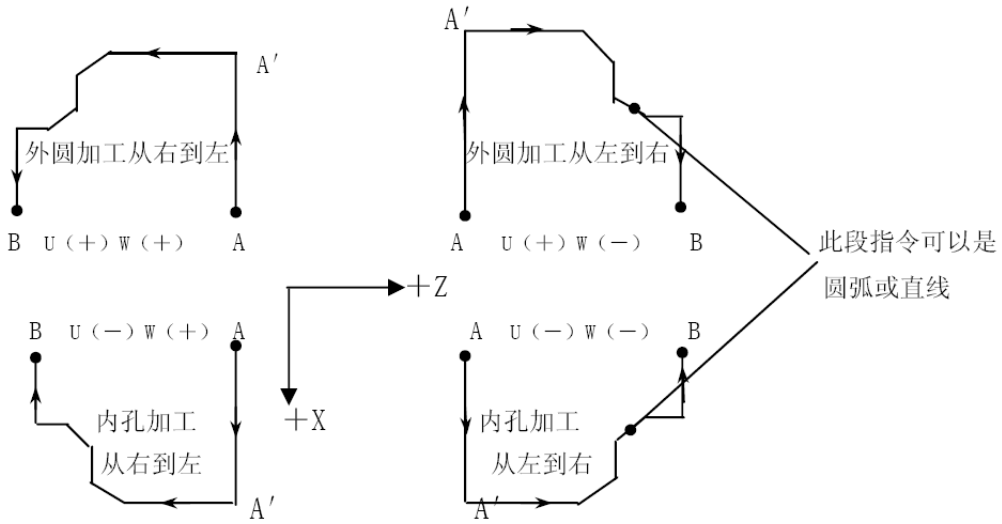 A′
A′
外圆加工从右到左
外圆加工从左到右
B U（+）W（+） A
A U（+）W（−） B
此段指令可以是
圆弧或直线
+Z
B U（−）W（+） A
A U（−）W（−） B
+X
内孔加工
从右到左
内孔加工
从左到右
A′
A′